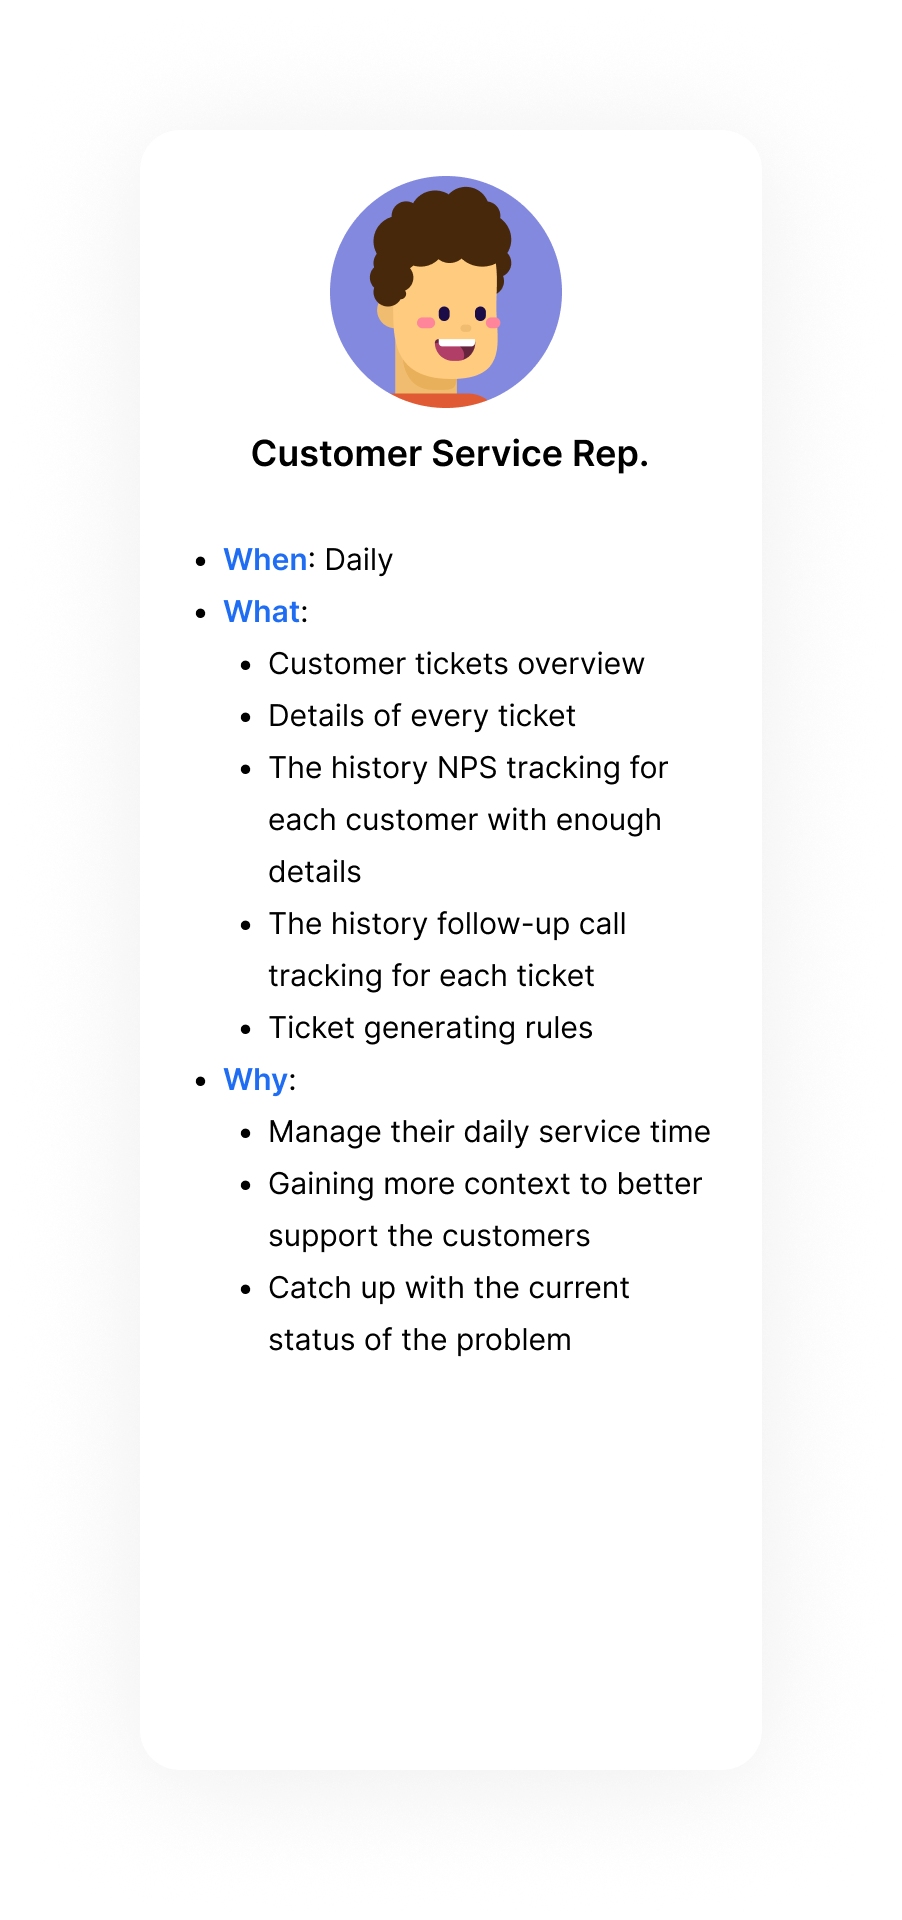 Customer Service Rep.
• When: Daily
• What:
• Customer tickets overview
• Details of every ticket
• The history NPS tracking for
each customer with enough
details
• The history follow-up call
tracking for each ticket
• Ticket generating rules
• Why:
• Manage their daily service time
• Gaining more context to better
support the customers
• Catch up with the current
status of the problem